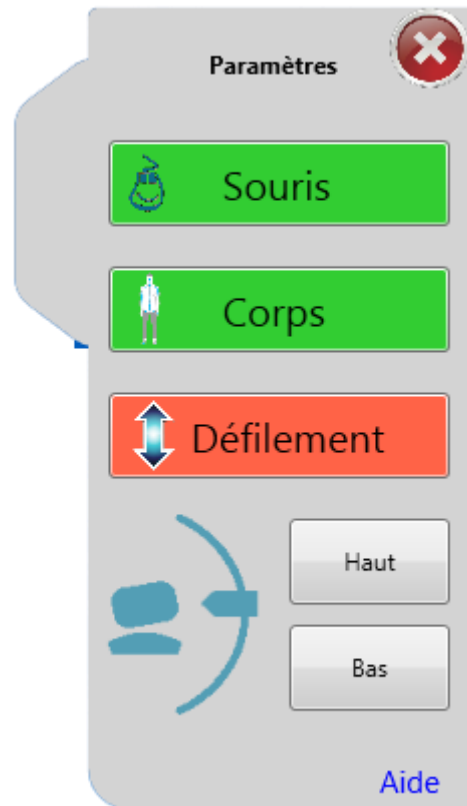 Paramètres
Souris
Corps
Défilement
Haut
Bas
Aide